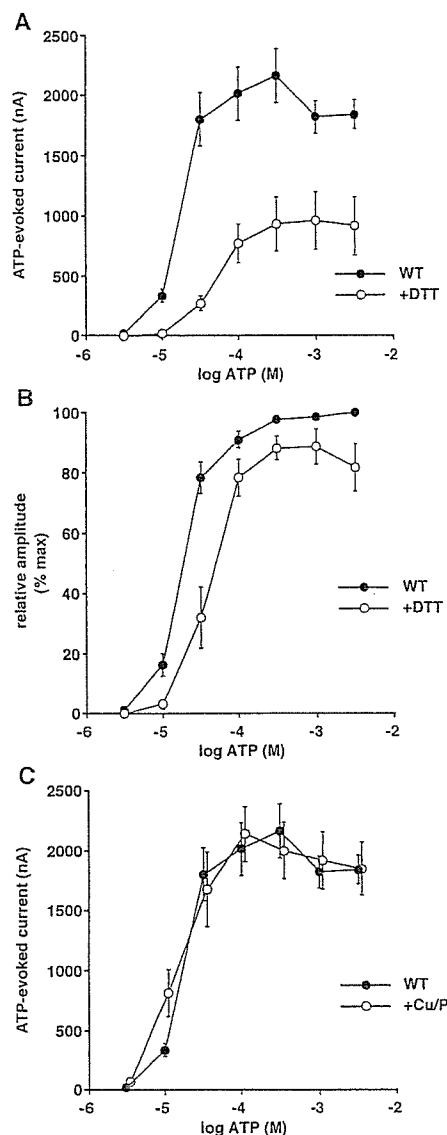 A
ATP-evoked current (nA)
2500
2000
1500
1000
500
0
WT
+DTT
-6 -5 -4 -3 -2
log ATP (M)
B
relative amplitude
(% max)
100
80
60
40
20
0
WT
+DTT
-6 -5 -4 -3 -2
log ATP (M)
C
ATP-evoked current (nA)
2500
2000
1500
1000
500
0
WT
+Cu/P
-6 -5 -4 -3 -2
log ATP (M)